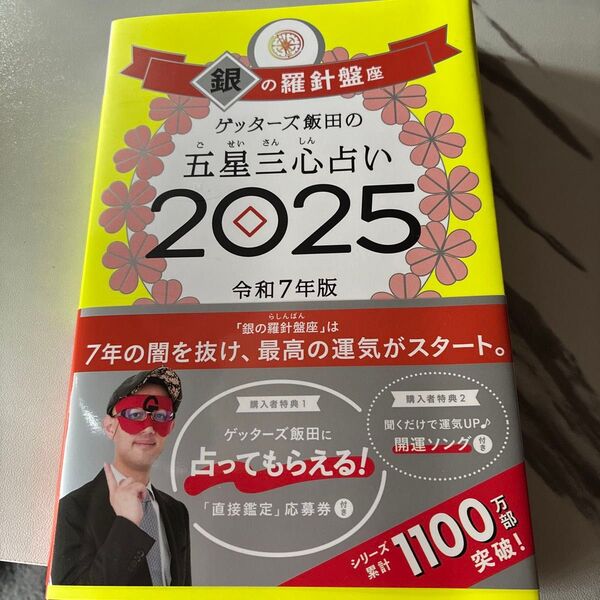 銀の羅針盤座
ゲッターズ飯田の
ご せい さん しん
五星三心占い
2025
令和7年版
らしんばん
「銀の羅針盤座」は
7年の闇を抜け、最高の運気がスタート。
購入者特典1
ゲッターズ飯田に
占ってもらえる!
「直接鑑定」応募券 付き
購入者特典2
聞くだけで運気UP♪
開運ソング 付き
シリーズ
累計
1100万部
突破!